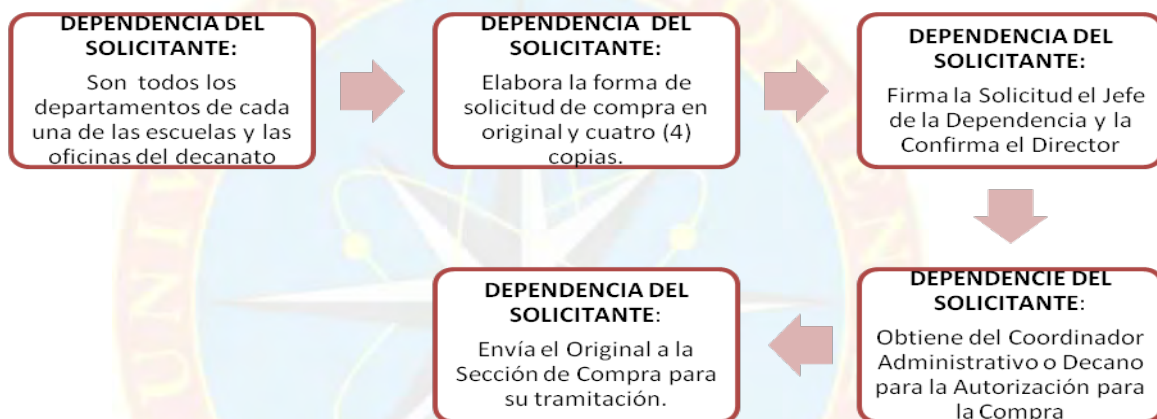 DEPENDENCIA DEL
SOLICITANTE:
Son todos los
departamentos de cada
una de las escuelas y las
oficinas del decanato
DEPENDENCIA DEL
SOLICITANTE:
Elabora la forma de
solicitud de compra en
original y cuatro (4)
copias.
DEPENDENCIA DEL
SOLICITANTE:
Firma la Solicitud el Jefe
de la Dependencia y la
Confirma el Director
DEPENDENCIE DEL
SOLICITANTE:
Obtiene del Coordinador
Administrativo o Decano
para la Autorización para
la Compra
DEPENDENCIA DEL
SOLICITANTE:
Envía el Original a la
Sección de Compra para
su tramitación.